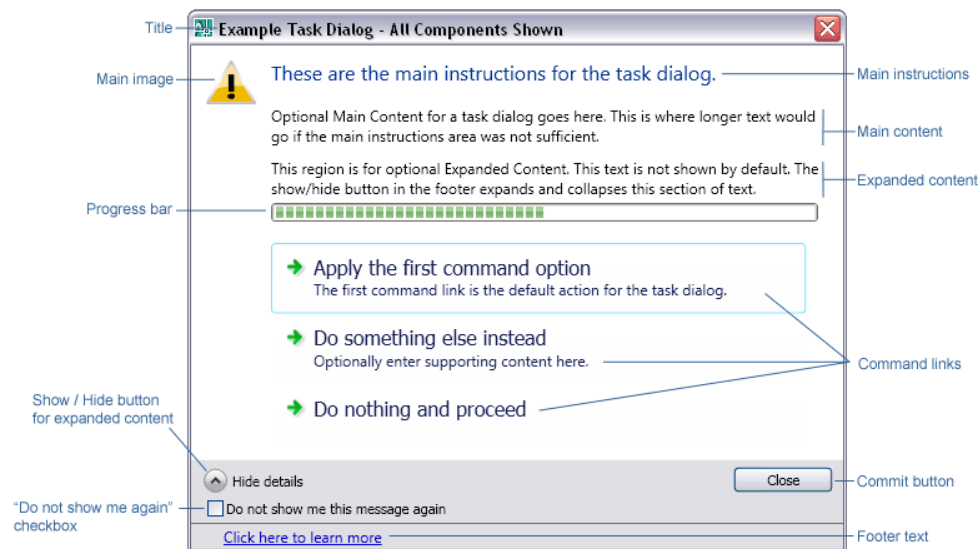 Title
Example Task Dialog - All Components Shown
Main image
These are the main instructions for the task dialog.
Main instructions
Optional Main Content for a task dialog goes here. This is where longer text would
go if the main instructions area was not sufficient.
Main content
This region is for optional Expanded Content. This text is not shown by default. The
show/hide button in the footer expands and collapses this section of text.
Expanded content
Progress bar
Apply the first command option
The first command link is the default action for the task dialog.
Do something else instead
Optionally enter supporting content here.
Command links
Do nothing and proceed
Show / Hide button
for expanded content
Hide details
Close
Commit button
“Do not show me again”
checkbox
Do not show me this message again
Click here to learn more
Footer text